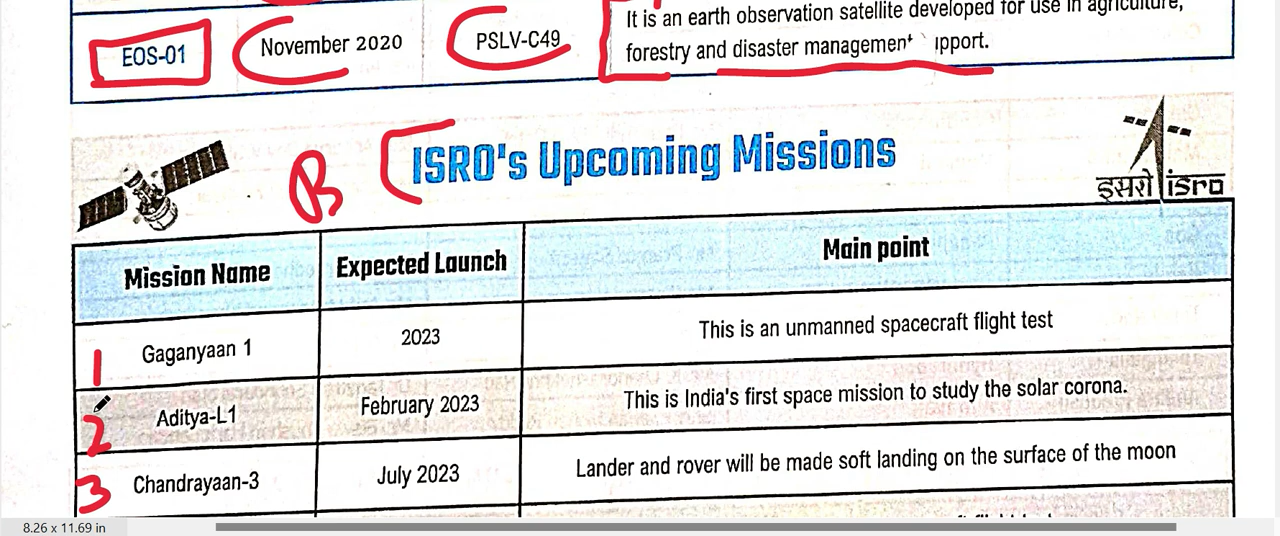 It is an earth observation satellite developed for use in agriculture,
EOS-01 November 2020 PSLV-C49 forestry and disaster management
B ISRO's Upcoming Missions
इसरो isro
Mission Name Expected Launch Main point
1 Gaganyaan 1 2023 This is an unmanned spacecraft flight test
2 Aditya-L1 February 2023 This is India's first space mission to study the solar corona.
3 Chandrayaan-3 July 2023 Lander and rover will be made soft landing on the surface of the moon
8.26 x 11.69 in